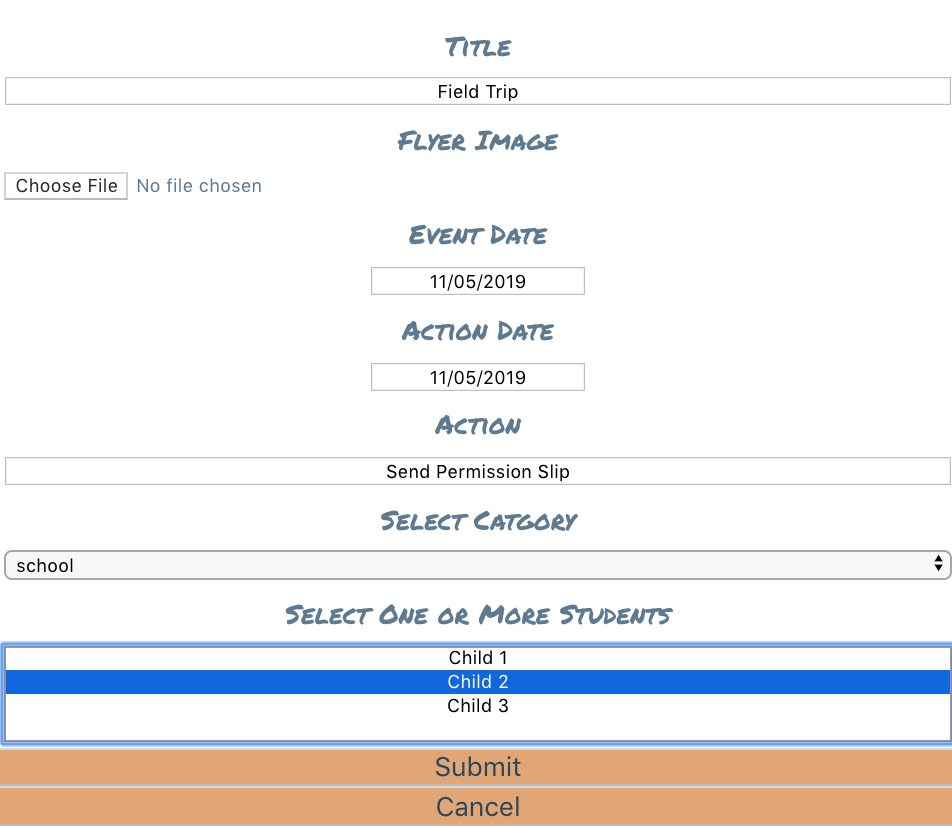 Title
Field Trip
Flyer Image
Choose File No file chosen
Event Date
11/05/2019
Action Date
11/05/2019
Action
Send Permission Slip
Select Catgory
school
Select One or More Students
Child 1
Child 2
Child 3
Submit
Cancel